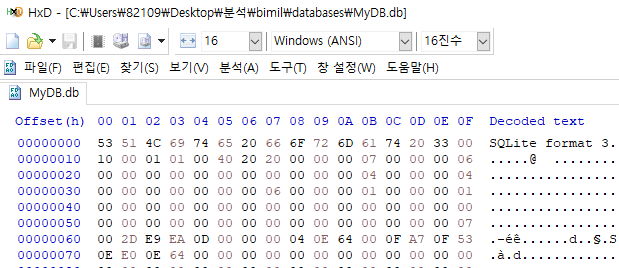 HxD - [C:₩Users₩82109₩Desktop₩분석₩bimil₩databases₩MyDB.db]
16 Windows (ANSI) 16진수
파일(F) 편집(E) 찾기(S) 보기(V) 분석(A) 도구(T) 창 설정(W) 도움말(H)
MyDB.db
Offset(h) 00 01 02 03 04 05 06 07 08 09 0A 0B 0C 0D 0E 0F Decoded text
00000000 53 51 4C 69 74 65 20 66 6F 72 6D 61 74 20 33 00 SQLite format 3.
00000010 10 00 01 01 00 40 20 20 00 00 00 07 00 00 00 06 .....@  ........
00000020 00 00 00 00 00 00 00 00 00 00 00 04 00 00 00 04 ................
00000030 00 00 00 00 00 00 00 06 00 00 00 01 00 00 00 01 ................
00000040 00 00 00 00 00 00 00 00 00 00 00 00 00 00 00 00 ................
00000050 00 00 00 00 00 00 00 00 00 00 00 00 00 00 00 07 ................
00000060 00 2D E9 EA 0D 00 00 00 04 0E 64 00 0F A7 0F 53 .-éê......d..§.S
00000070 0E E0 0E 64 00 00 00 00 00 00 00 00 00 00 00 00 .à.d............